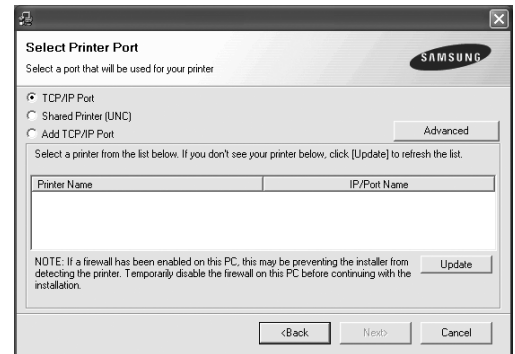 Select Printer Port
Select a port that will be used for your printer
SAMSUNG
TCP/IP Port
Shared Printer (UNC)
Add TCP/IP Port
Advanced
Select a printer from the list below. If you don't see your printer below, click [Update] to refresh the list.
Printer Name IP/Port Name
NOTE: If a firewall has been enabled on this PC, this may be preventing the installer from
detecting the printer. Temporarily disable the firewall on this PC before continuing with the
installation.
Update
<Back Next> Cancel